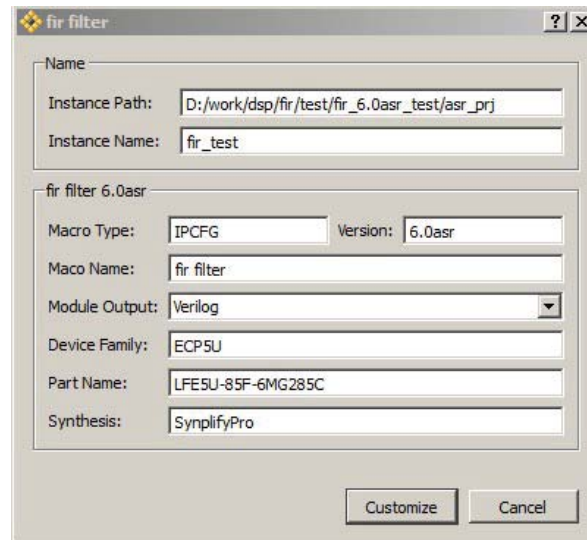 fir filter
Name
Instance Path: D:/work/dsp/fir/test/fir_6.0asr_test/asr_prj
Instance Name: fir_test
fir filter 6.0asr
Macro Type: IPCFG Version: 6.0asr
Maco Name: fir filter
Module Output: Verilog
Device Family: ECP5U
Part Name: LFE5U-85F-6MG285C
Synthesis: SynplifyPro
Customize Cancel